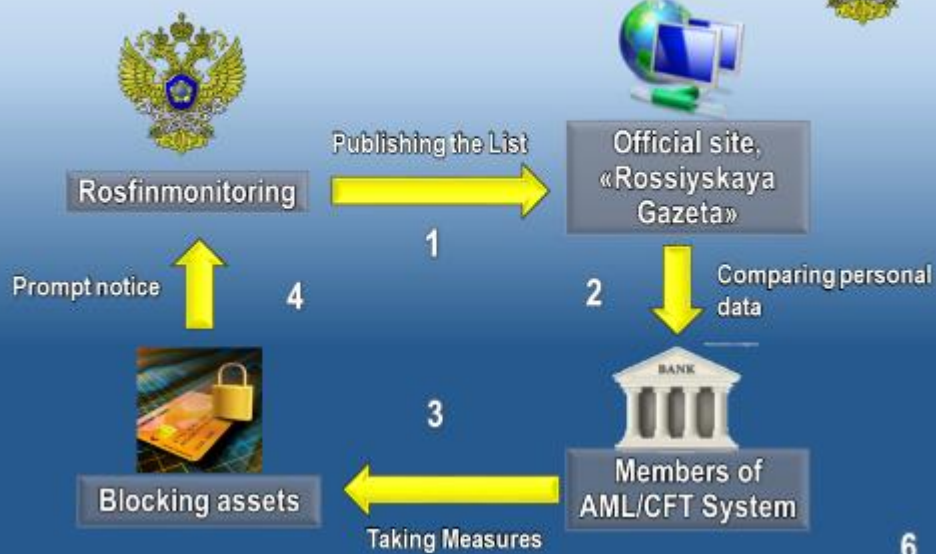 Rosfinmonitoring
Publishing the List
1
Official site,
«Rossiyskaya
Gazeta»
Prompt notice
4
2
Comparing personal
data
BANK
3
Blocking assets
Members of
AML/CFT System
Taking Measures
6